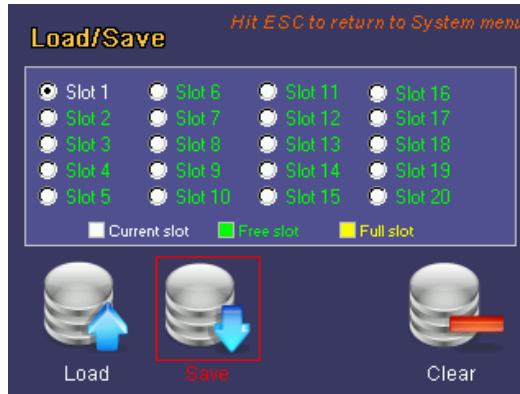 Hit ESC to return to System menu
Load/Save
Slot 1 Slot 6 Slot 11 Slot 16
Slot 2 Slot 7 Slot 12 Slot 17
Slot 3 Slot 8 Slot 13 Slot 18
Slot 4 Slot 9 Slot 14 Slot 19
Slot 5 Slot 10 Slot 15 Slot 20
Current slot Free slot Full slot
Load Save Clear